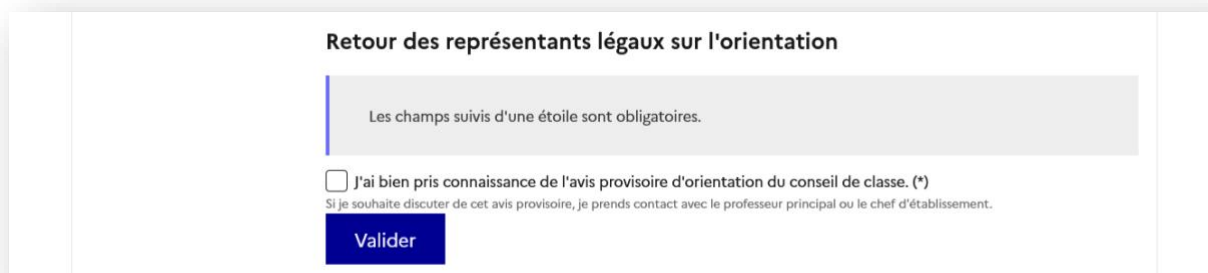 Retour des représentants légaux sur l'orientation
Les champs suivis d'une étoile sont obligatoires.
J'ai bien pris connaissance de l'avis provisoire d'orientation du conseil de classe. (*)
Si je souhaite discuter de cet avis provisoire, je prends contact avec le professeur principal ou le chef d'établissement.
Valider